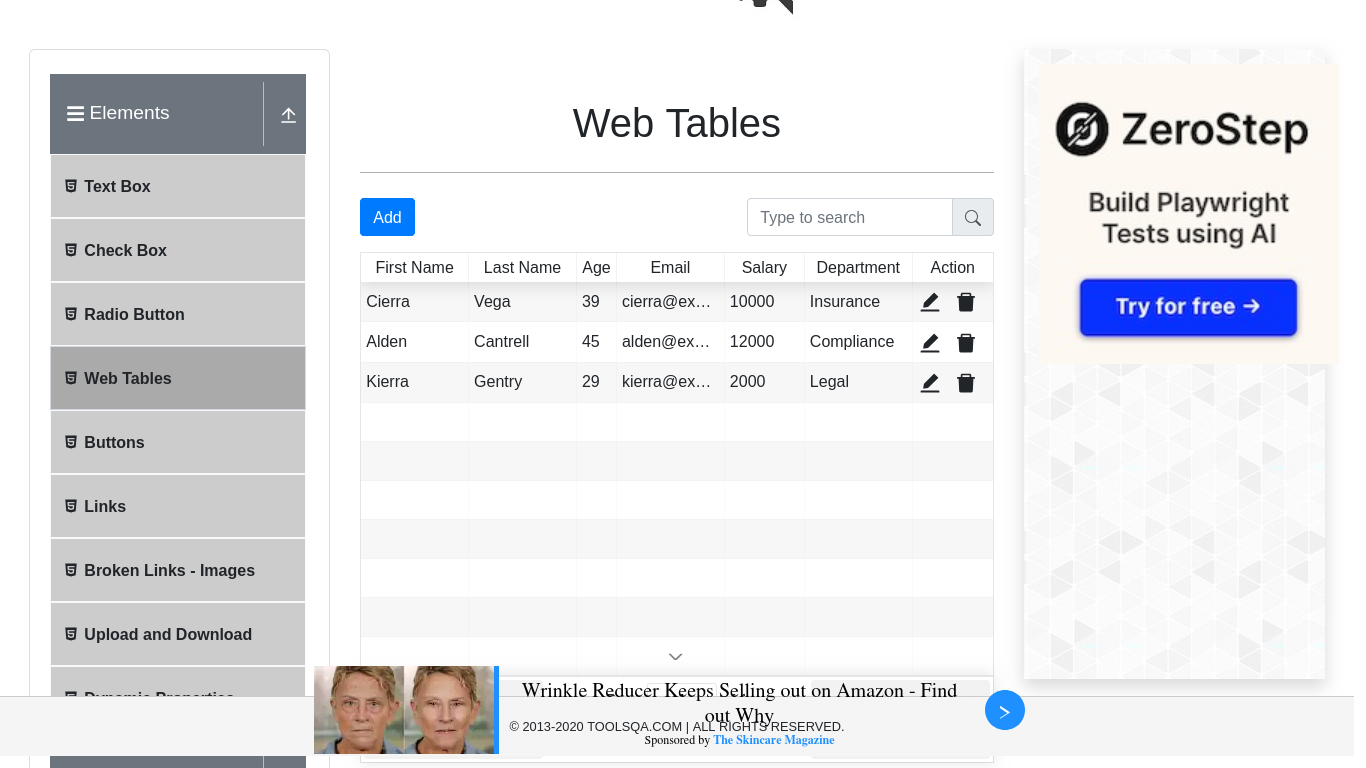 Elements
Text Box
Check Box
Radio Button
Web Tables
Buttons
Links
Broken Links - Images
Upload and Download
Web Tables
Add
Type to search
First Name Last Name Age Email Salary Department Action
Cierra Vega 39 cierra@ex... 10000 Insurance
Alden Cantrell 45 alden@ex... 12000 Compliance
Kierra Gentry 29 kierra@ex... 2000 Legal
ZeroStep
Build Playwright
Tests using AI
Try for free →
Wrinkle Reducer Keeps Selling out on Amazon - Find
out Why
© 2013-2020 TOOLSQA.COM | ALL RIGHTS RESERVED.
Sponsored by The Skincare Magazine